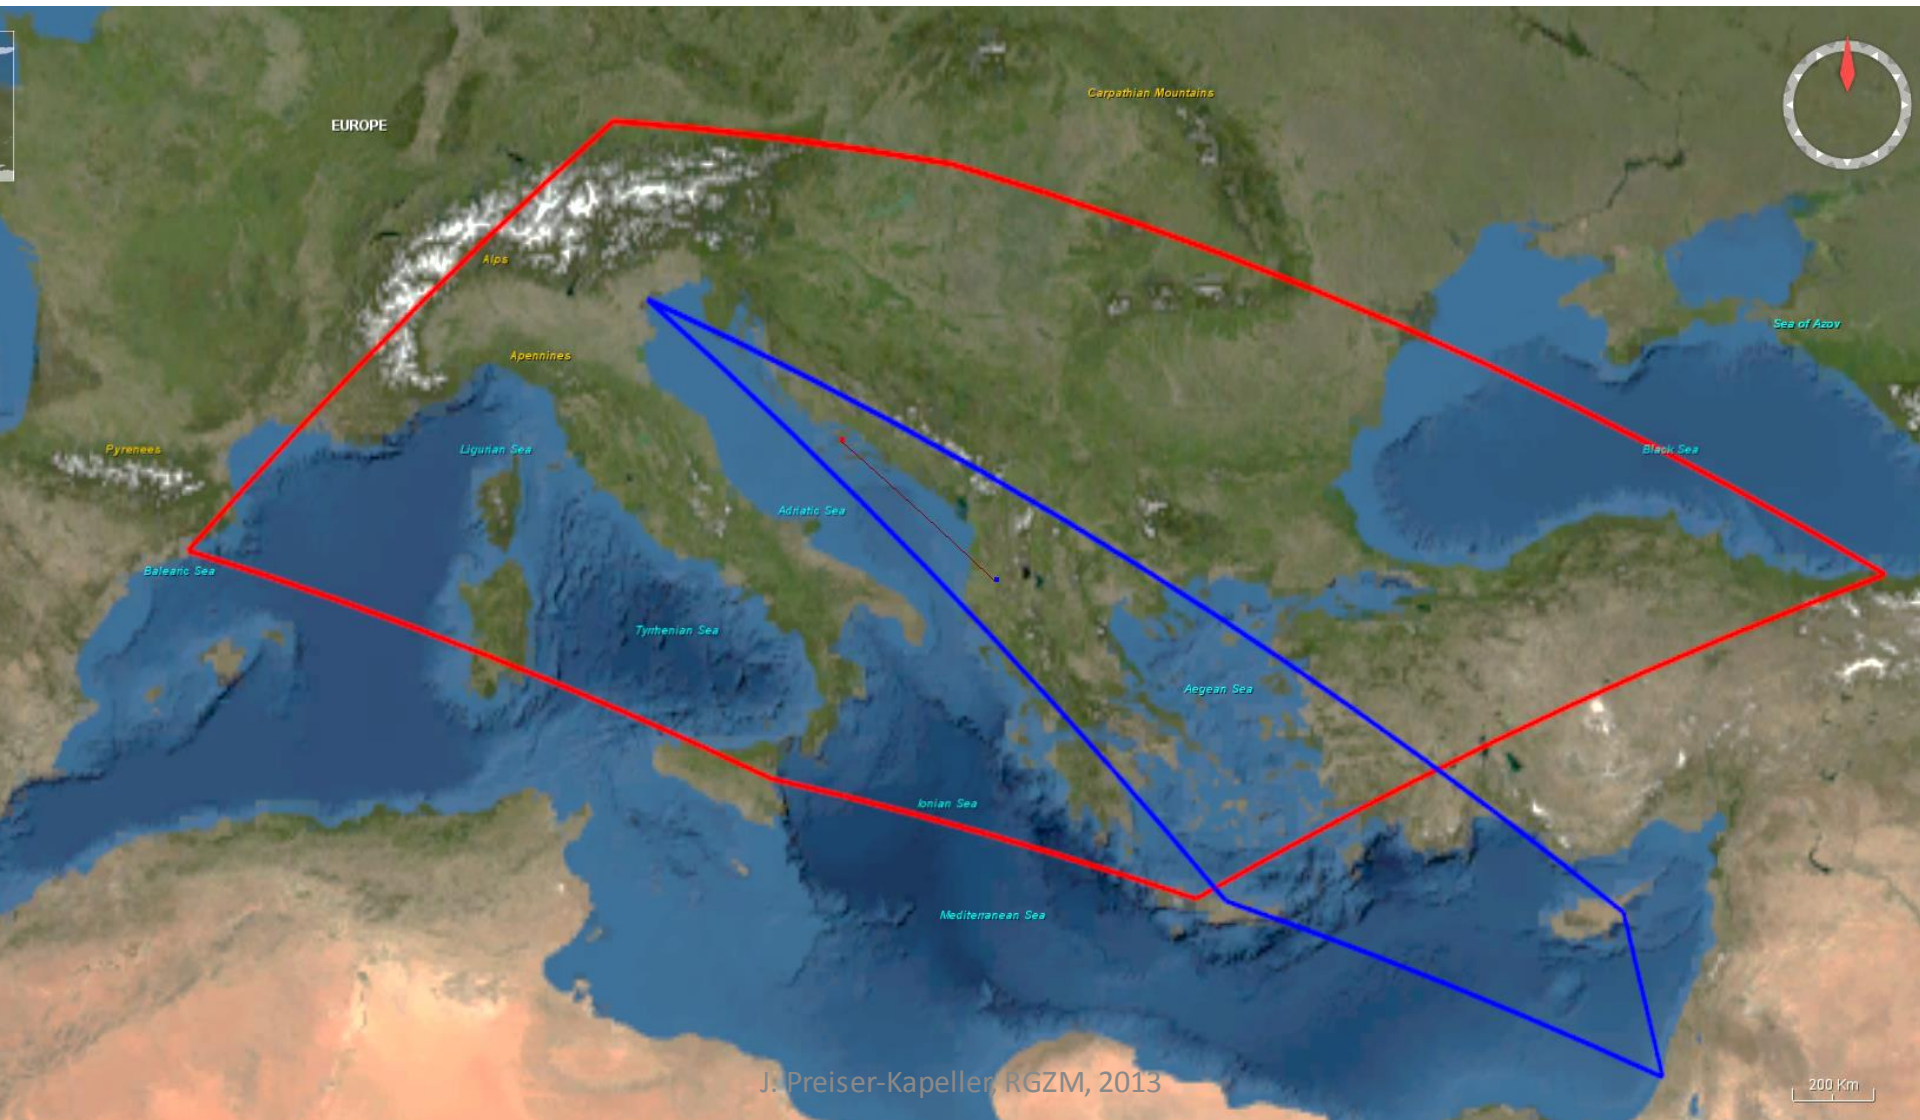 Carpathian Mountains
EUROPE
Alps
Sea of Azov
Apennines
Pyrenees
Ligurian Sea
Black Sea
Adriatic Sea
Balearic Sea
Tyrrhenian Sea
Aegean Sea
Ionian Sea
Mediterranean Sea
J. Preiser-Kapeller, RGZM, 2013
200 Km